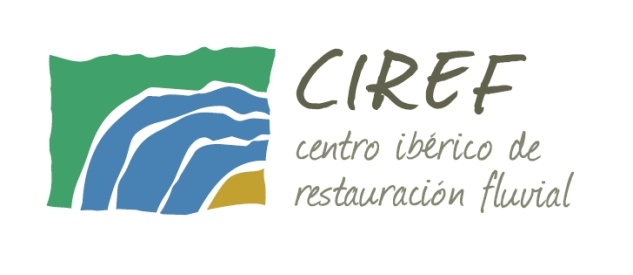 CIREF
centro ibérico de
restauración fluvial